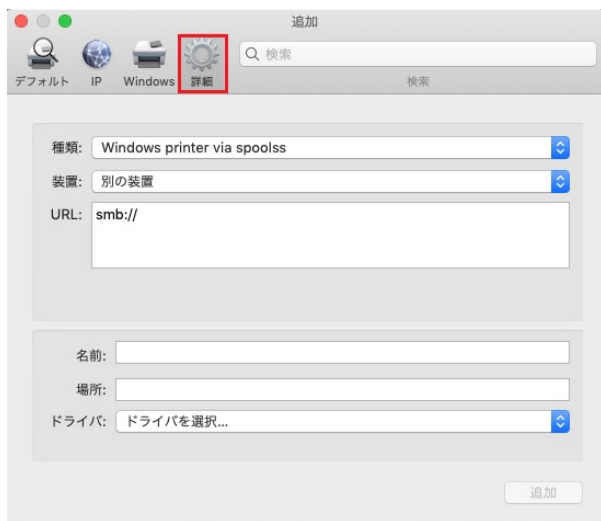 追加
検索
デフォルト IP Windows 詳細 検索
種類: Windows printer via spoolss
装置: 別の装置
URL: smb://
名前:
場所:
ドライバ: ドライバを選択...
追加